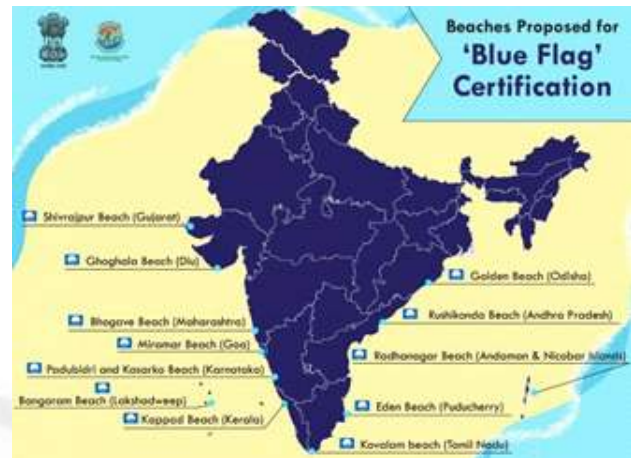 Beaches Proposed for
'Blue Flag'
Certification
Shivrajpur Beach (Gujarat)
Ghoghala Beach (Diu)
Golden Beach (Odisha)
Bhogave Beach (Maharashtra)
Rushikonda Beach (Andhra Pradesh)
Miramar Beach (Goa)
Radhanagar Beach (Andaman & Nicobar Islands)
Padubidri and Kasarko Beach (Karnataka)
Bangaram Beach (Lakshadweep)
Eden Beach (Puducherry)
Kappad Beach (Kerala)
Kovalam beach (Tamil Nadu)